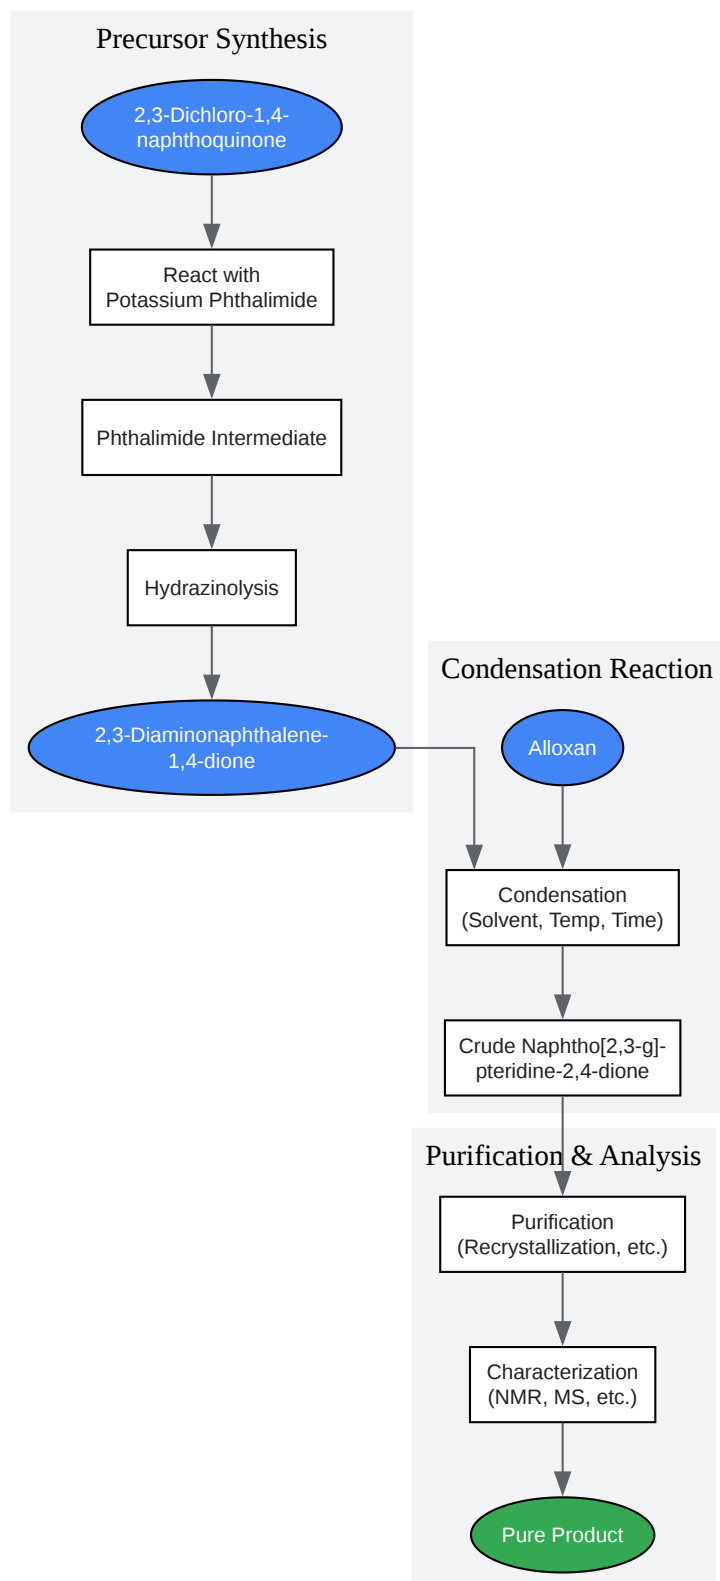 Precursor Synthesis
2,3-Dichloro-1,4-
naphthoquinone
React with
Potassium Phthalimide
Phthalimide Intermediate
Hydrazinolysis
2,3-Diaminonaphthalene-
1,4-dione
Condensation Reaction
Alloxan
Condensation
(Solvent, Temp, Time)
Crude Naphtho[2,3-g]-
pteridine-2,4-dione
Purification & Analysis
Purification
(Recrystallization, etc.)
Characterization
(NMR, MS, etc.)
Pure Product